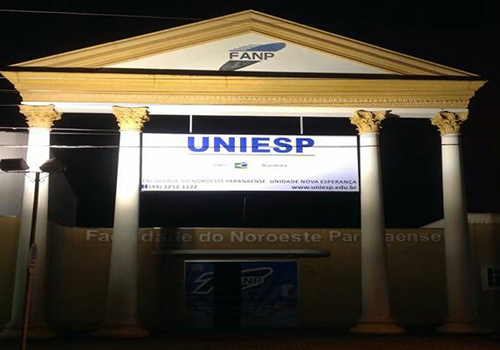 FANP
UNIESP
FACULDADE DO NOROESTE PARANAENSE UNIDADE NOVA ESPERANÇA
(44) 3252-1122 www.uniesp.edu.br
Faculdade do Noroeste Paranaense
FANP